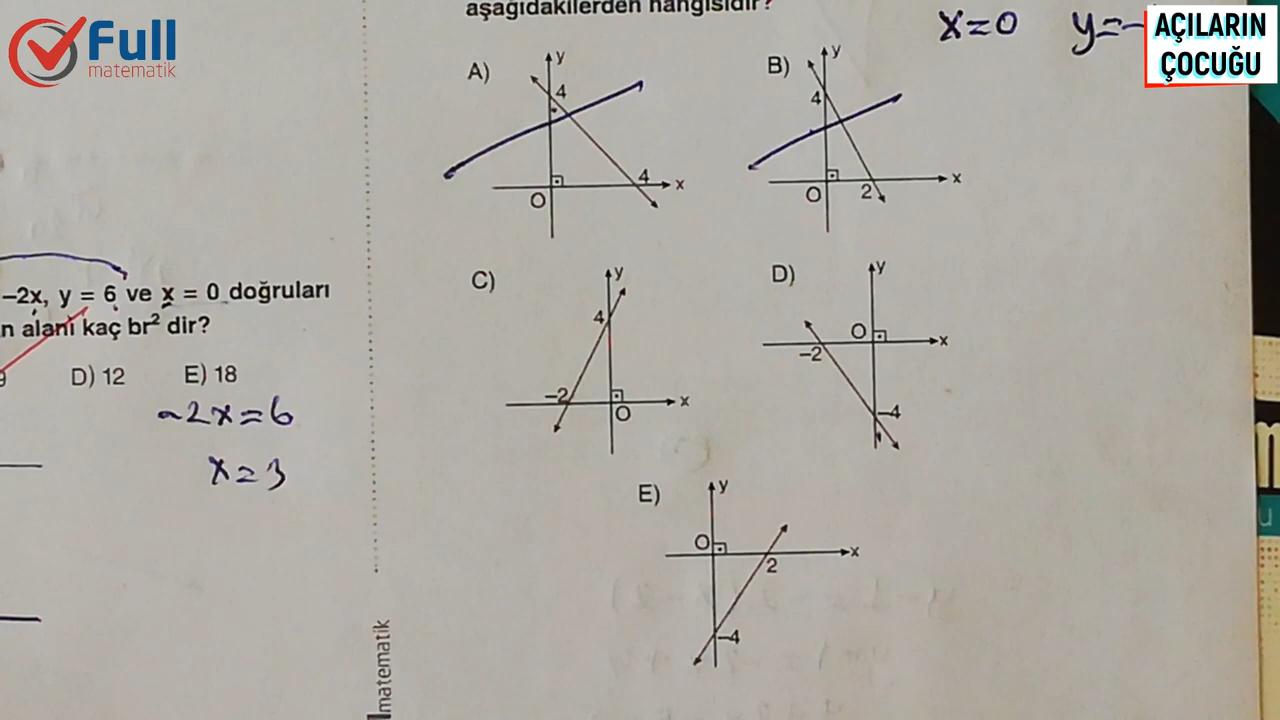 Full
matematik
AÇILARIN
ÇOCUĞU
–2x, y = 6 ve x = 0 doğruları
n alanı kaç br² dir?
D) 12
E) 18
–2x=6
x=3
matematik
aşağıdakilerden hangisidir?
x=0 y=–
A)
y
4
4
x
O
B)
y
4
x
O
2
C)
y
4
–2
x
O
D)
y
O
x
–2
–4
E)
y
O
x
2
–4